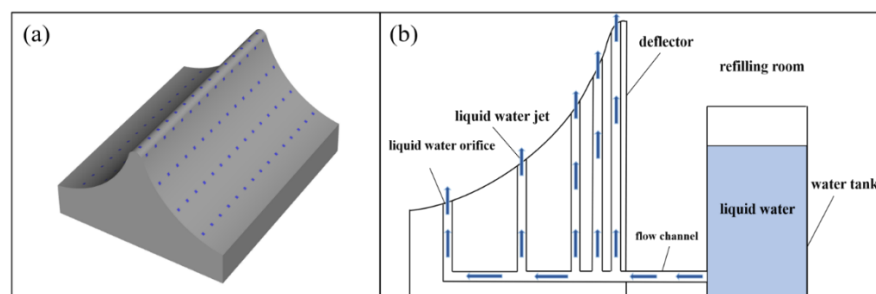 (a)
(b)
deflector
refilling room
liquid water jet
liquid water orifice
liquid water
water tank
flow channel